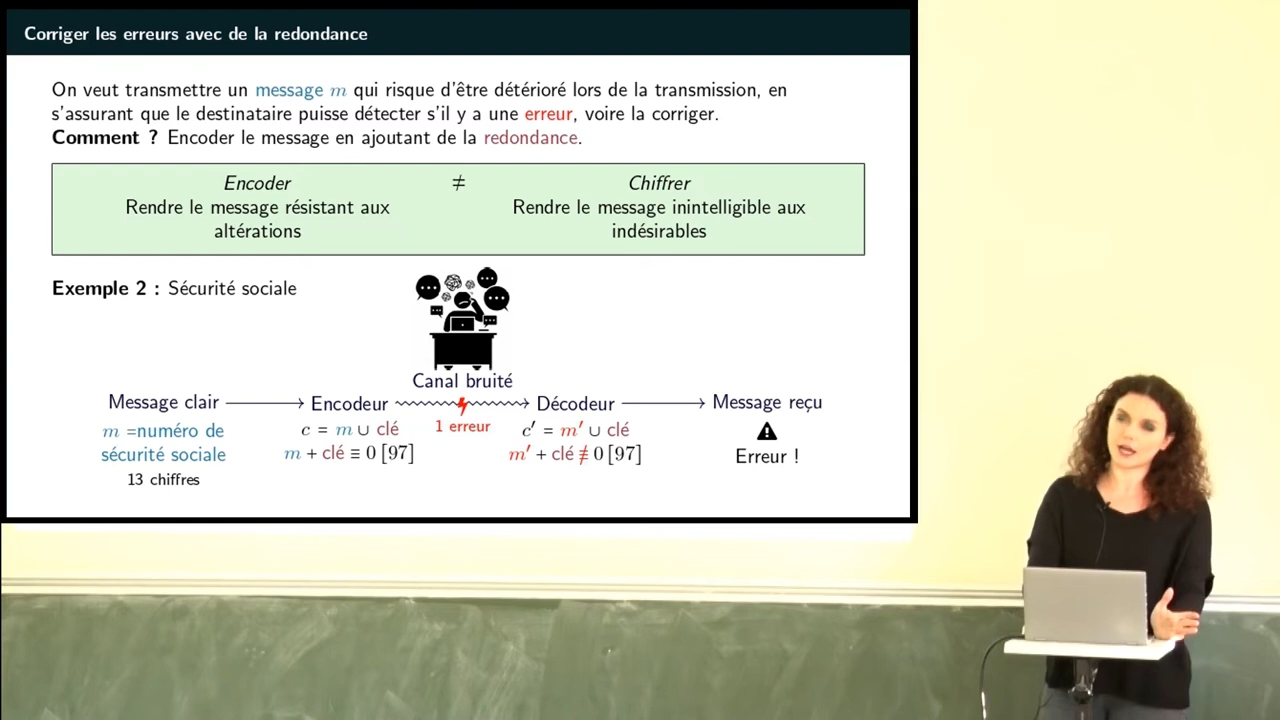 Corriger les erreurs avec de la redondance
On veut transmettre un message m qui risque d'être détérioré lors de la transmission, en
s'assurant que le destinataire puisse détecter s'il y a une erreur, voire la corriger.
Comment ? Encoder le message en ajoutant de la redondance.
Encoder ≠ Chiffrer
Rendre le message résistant aux
altérations
Rendre le message inintelligible aux
indésirables
Exemple 2 : Sécurité sociale
Canal bruité
Message clair Encodeur Décodeur Message reçu
m =numéro de
sécurité sociale
13 chiffres
c = m ∪ clé
m + clé ≡ 0 [97]
1 erreur
c′ = m′ ∪ clé
m′ + clé ≢ 0 [97]
Erreur !